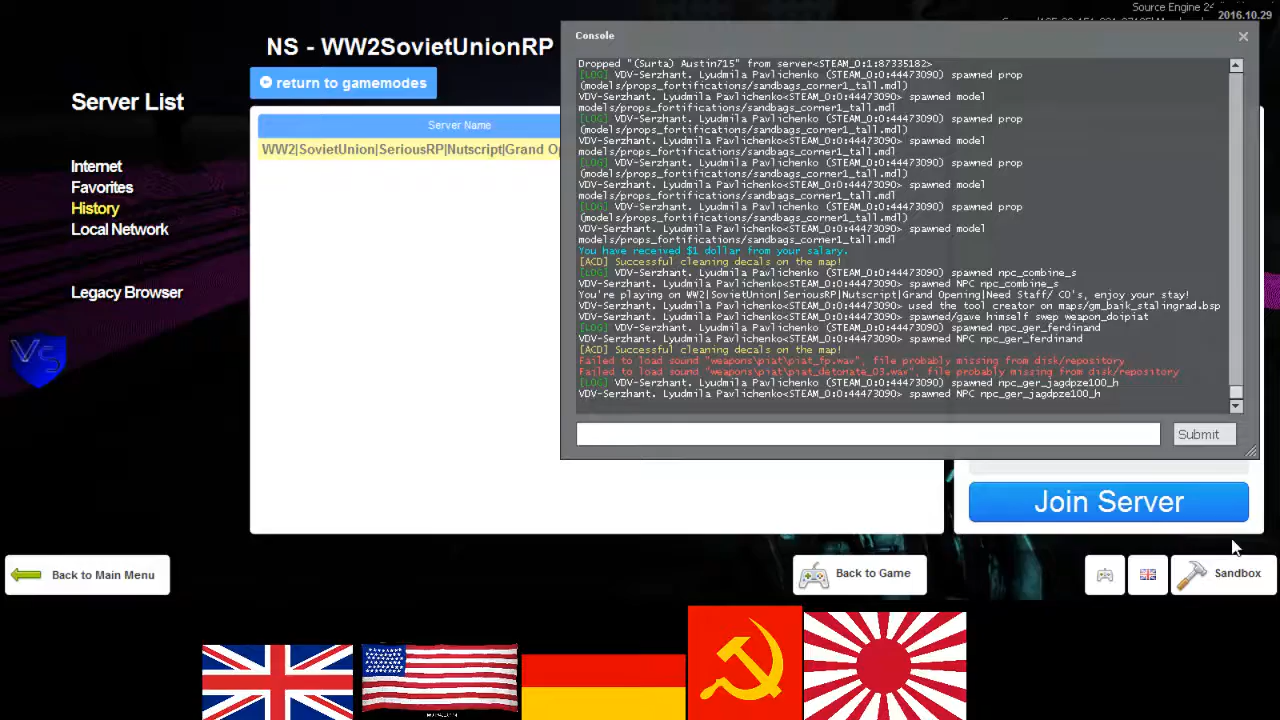 Source Engine 24
2016.10.29
NS - WW2SovietUnionRP
return to gamemodes
Server List
Internet
Favorites
History
Local Network
Legacy Browser
VS
Server Name
WW2|SovietUnion|SeriousRP|Nutscript|Grand Op
Console
Dropped "(Surta) Austin715" from server<STEAM_0:1:87335182>
[LOG] VDV-Serzhant. Lyudmila Pavlichenko (STEAM_0:0:44473090) spawned prop
(models/props_fortifications/sandbags_corner1_tall.mdl)
VDV-Serzhant. Lyudmila Pavlichenko<STEAM_0:0:44473090> spawned model
models/props_fortifications/sandbags_corner1_tall.mdl
[LOG] VDV-Serzhant. Lyudmila Pavlichenko (STEAM_0:0:44473090) spawned prop
(models/props_fortifications/sandbags_corner1_tall.mdl)
VDV-Serzhant. Lyudmila Pavlichenko<STEAM_0:0:44473090> spawned model
models/props_fortifications/sandbags_corner1_tall.mdl
[LOG] VDV-Serzhant. Lyudmila Pavlichenko (STEAM_0:0:44473090) spawned prop
(models/props_fortifications/sandbags_corner1_tall.mdl)
VDV-Serzhant. Lyudmila Pavlichenko<STEAM_0:0:44473090> spawned model
models/props_fortifications/sandbags_corner1_tall.mdl
[LOG] VDV-Serzhant. Lyudmila Pavlichenko (STEAM_0:0:44473090) spawned prop
(models/props_fortifications/sandbags_corner1_tall.mdl)
VDV-Serzhant. Lyudmila Pavlichenko<STEAM_0:0:44473090> spawned model
models/props_fortifications/sandbags_corner1_tall.mdl
You have received $1 dollar from your salary.
[ACD] Successful cleaning decals on the map!
[LOG] VDV-Serzhant. Lyudmila Pavlichenko (STEAM_0:0:44473090) spawned npc_combine_s
VDV-Serzhant. Lyudmila Pavlichenko<STEAM_0:0:44473090> spawned NPC npc_combine_s
You're playing on WW2|SovietUnion|SeriousRP|Nutscript|Grand Opening|Need Staff/ CO's, enjoy your stay!
VDV-Serzhant. Lyudmila Pavlichenko<STEAM_0:0:44473090> used the tool creator on maps/gm_baik_stalingrad.bsp
VDV-Serzhant. Lyudmila Pavlichenko<STEAM_0:0:44473090> spawned/gave himself swep weapon_doipiat
[LOG] VDV-Serzhant. Lyudmila Pavlichenko (STEAM_0:0:44473090) spawned npc_ger_ferdinand
VDV-Serzhant. Lyudmila Pavlichenko<STEAM_0:0:44473090> spawned NPC npc_ger_ferdinand
[ACD] Successful cleaning decals on the map!
Failed to load sound "weapons\piat\piat_fp.wav", file probably missing from disk/repository
Failed to load sound "weapons\piat\piat_detonate_03.wav", file probably missing from disk/repository
[LOG] VDV-Serzhant. Lyudmila Pavlichenko (STEAM_0:0:44473090) spawned npc_ger_jagdpze100_h
VDV-Serzhant. Lyudmila Pavlichenko<STEAM_0:0:44473090> spawned NPC npc_ger_jagdpze100_h
Submit
Join Server
Back to Main Menu
Back to Game
Sandbox